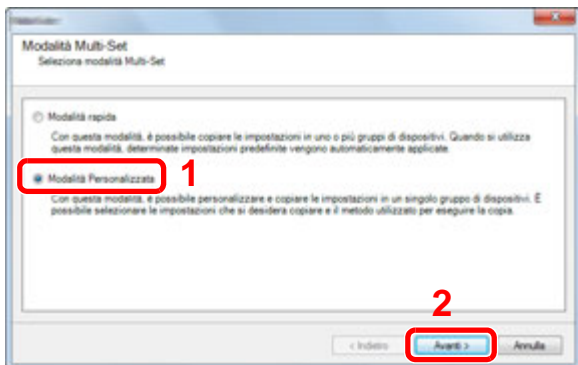 Modalità Multi-Set
Seleziona modalità Multi-Set
Modalità rapida
Con questa modalità, è possibile copiare le impostazioni in uno o più gruppi di dispositivi. Quando si utilizza
questa modalità, determinate impostazioni predefinite vengono automaticamente applicate.
Modalità Personalizzata
1
Con questa modalità, è possibile personalizzare e copiare le impostazioni in un singolo gruppo di dispositivi. È
possibile selezionare le impostazioni che si desidera copiare e il metodo utilizzato per eseguire la copia.
2
< Indietro Avanti > Annulla